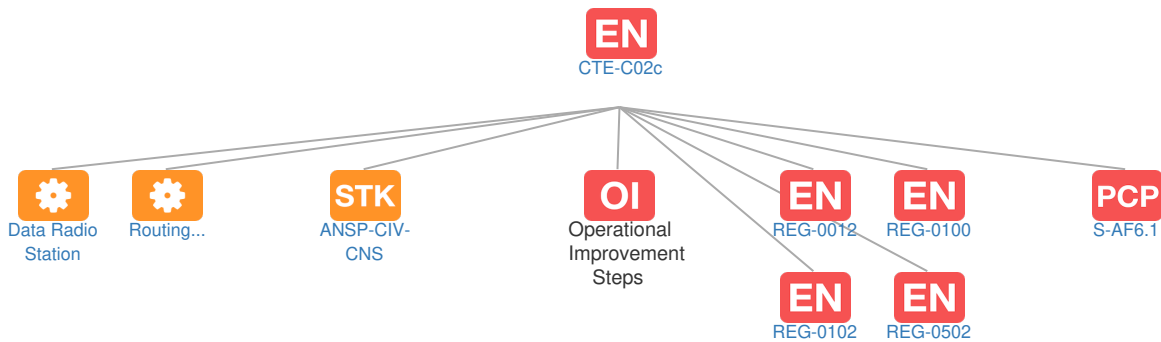 EN
CTE-C02c
STK
OI
EN
EN
PCP
Data Radio
Station
Routing...
ANSP-CIV-
CNS
Operational
Improvement
Steps
REG-0012
REG-0100
S-AF6.1
EN
EN
REG-0102
REG-0502